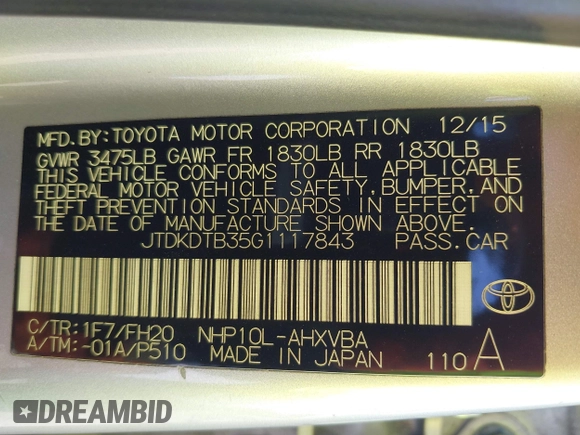 MFD.BY:TOYOTA MOTOR CORPORATION 12/15
GVWR 3475LB GAWR FR 1830LB RR 1830LB
THIS VEHICLE CONFORMS TO ALL APPLICABLE
FEDERAL MOTOR VEHICLE SAFETY, BUMPER, AND
THEFT PREVENTION STANDARDS IN EFFECT ON
THE DATE OF MANUFACTURE SHOWN ABOVE.
JTDKDTB35G1117843 PASS.CAR
C/TR:1F7/FH20 NHP10L-AHXVBA
A/TM:-01A/P510 MADE IN JAPAN 110A
DREAMBID